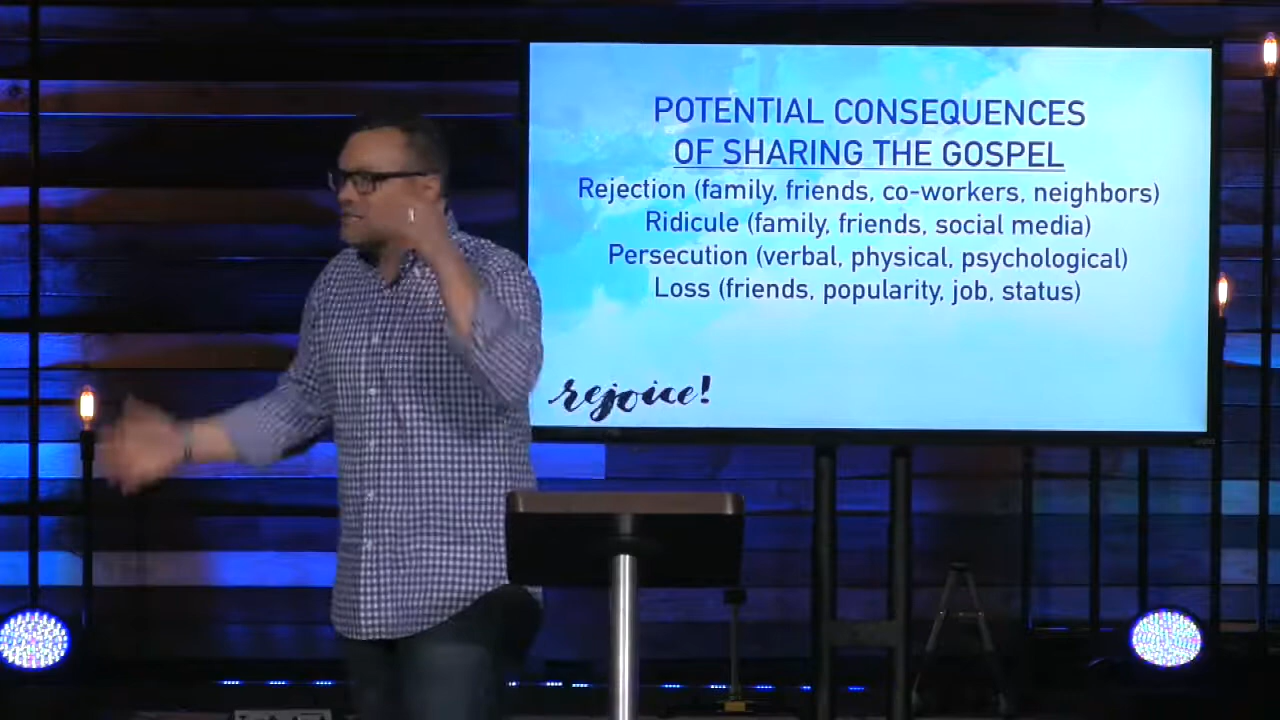 POTENTIAL CONSEQUENCES
OF SHARING THE GOSPEL
Rejection (family, friends, co-workers, neighbors)
Ridicule (family, friends, social media)
Persecution (verbal, physical, psychological)
Loss (friends, popularity, job, status)
rejoice!